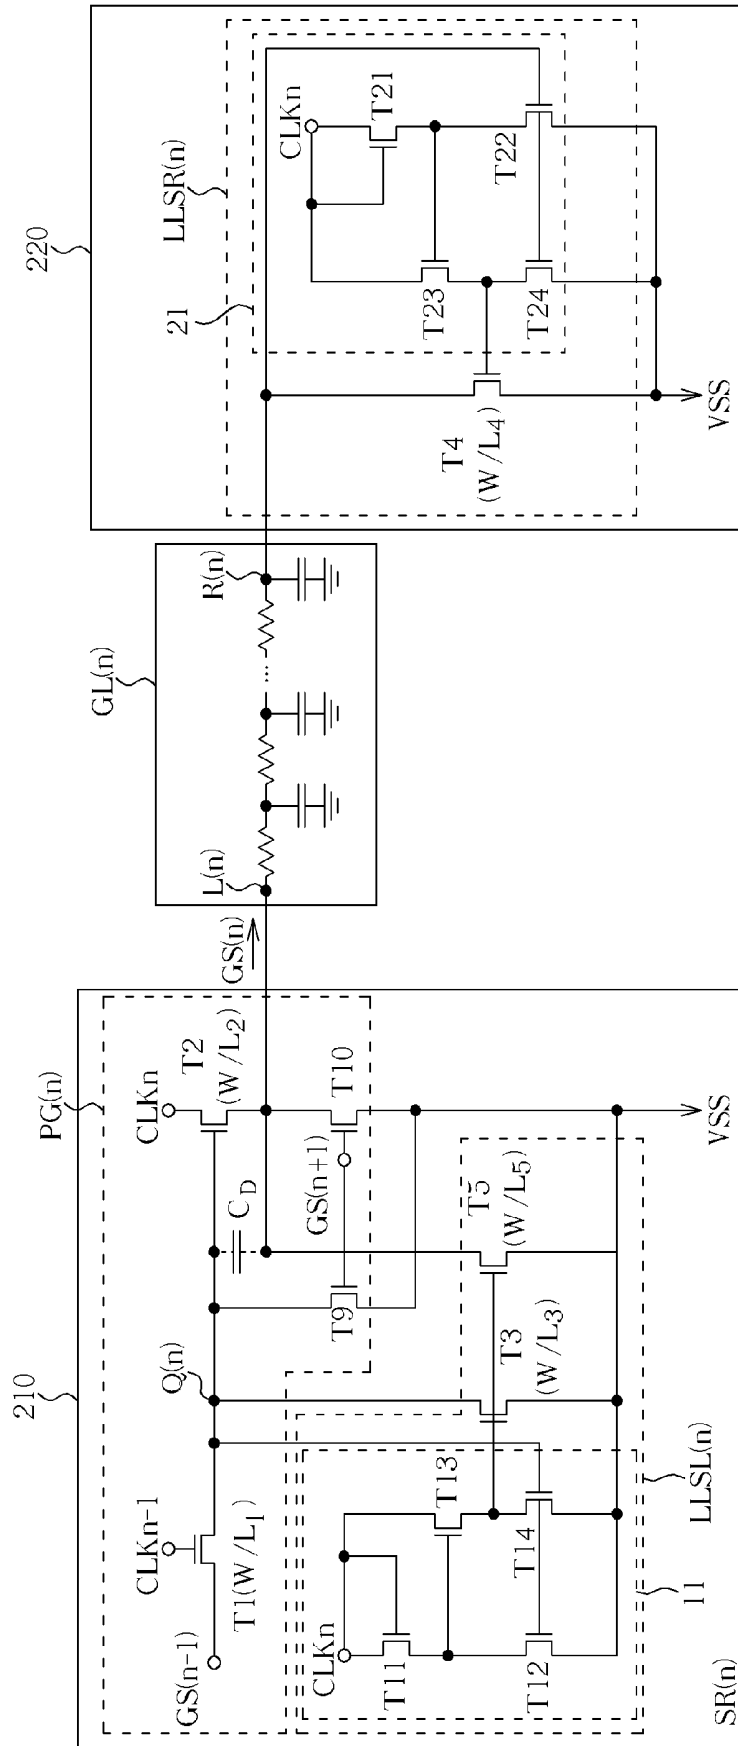 210
PG(n)
Q(n)
CLKn-1
GS(n-1)
T1(W/L1)
CLKn
T2
(W/L2)
CD
T9
GS(n+1)
T10
CLKn
T11
T13
T12
T14
T3
(W/L3)
T5
(W/L5)
VSS
LLSL(n)
11
SR(n)
GS(n)
GL(n)
L(n)
...
R(n)
220
LLSR(n)
21
CLKn
T21
T23
T22
T24
T4
(W/L4)
VSS